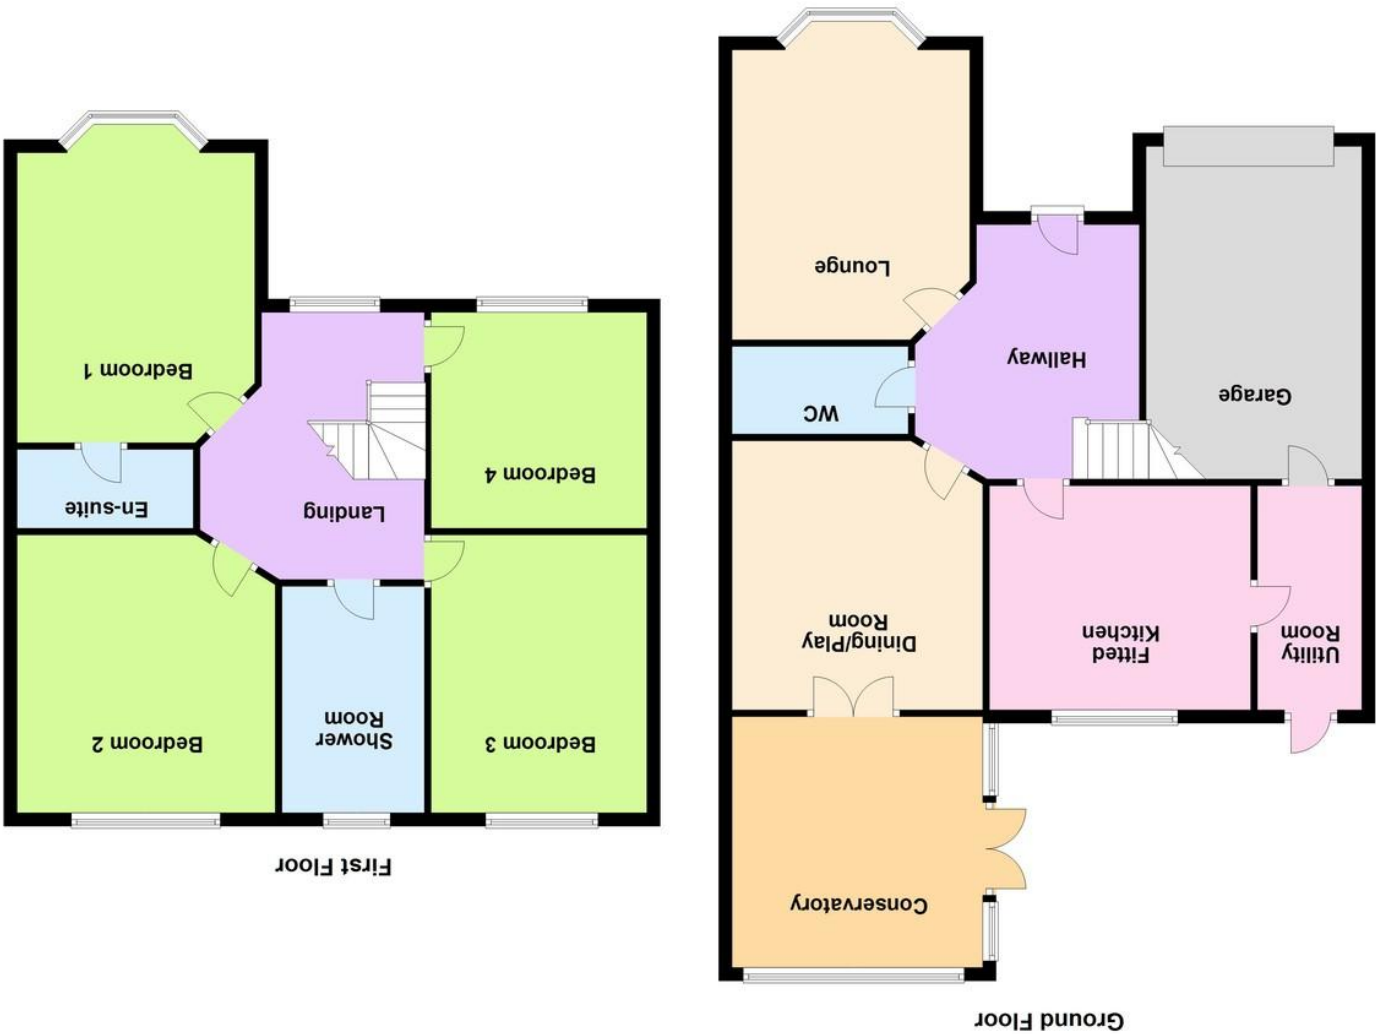 Ground Floor
Conservatory
Utility
Room
Fitted
Kitchen
Dining/Play
Room
WC
Garage
Hallway
Lounge
First Floor
Bedroom 3
Shower
Room
Bedroom 2
Landing
En-suite
Bedroom 4
Bedroom 1